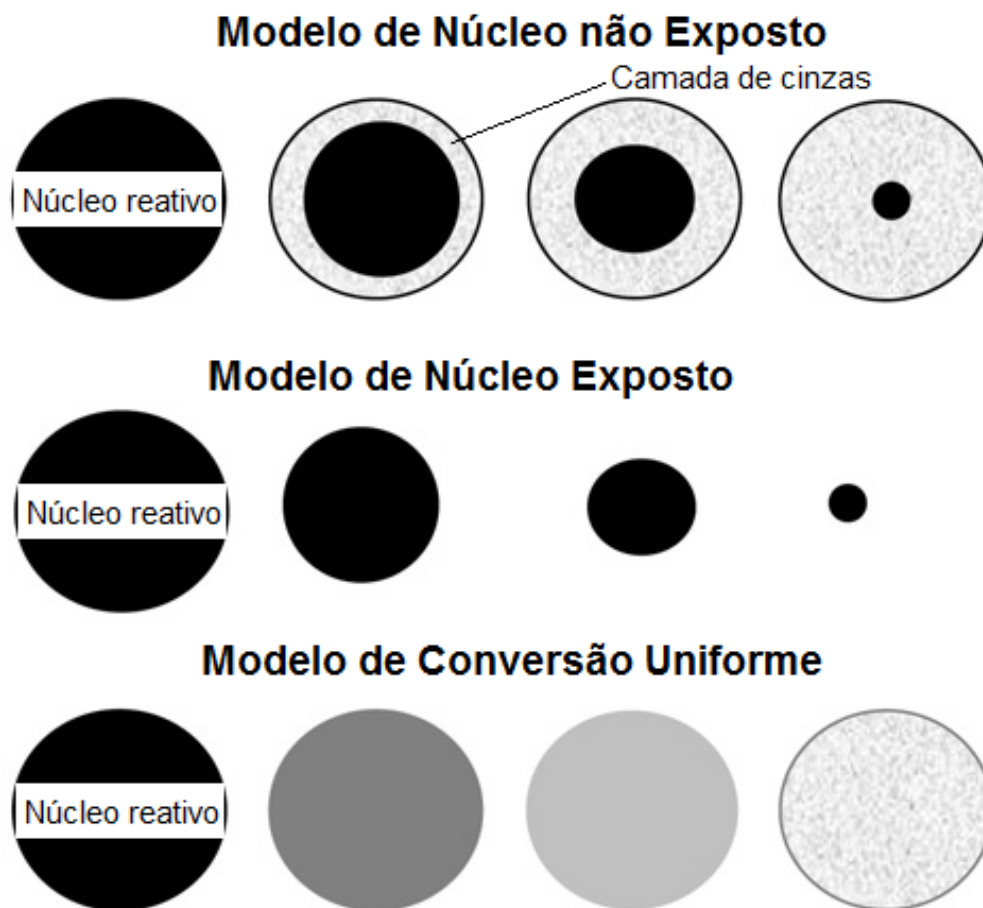 Modelo de Núcleo não Exposto
Camada de cinzas
Núcleo reativo
Modelo de Núcleo Exposto
Núcleo reativo
Modelo de Conversão Uniforme
Núcleo reativo